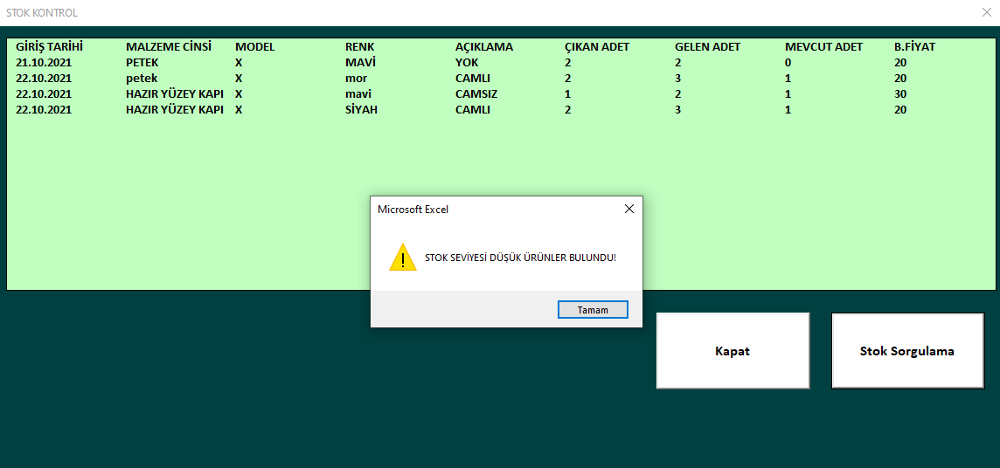 STOK KONTROL
GİRİŞ TARİHİ MALZEME CİNSİ MODEL RENK AÇIKLAMA ÇIKAN ADET GELEN ADET MEVCUT ADET B.FİYAT
21.10.2021 PETEK X MAVİ YOK 2 2 0 20
22.10.2021 petek X mor CAMLI 2 3 1 20
22.10.2021 HAZIR YÜZEY KAPI X mavi CAMSIZ 1 2 1 30
22.10.2021 HAZIR YÜZEY KAPI X SİYAH CAMLI 2 3 1 20
Microsoft Excel
STOK SEVİYESİ DÜŞÜK ÜRÜNLER BULUNDU!
Tamam
Kapat
Stok Sorgulama